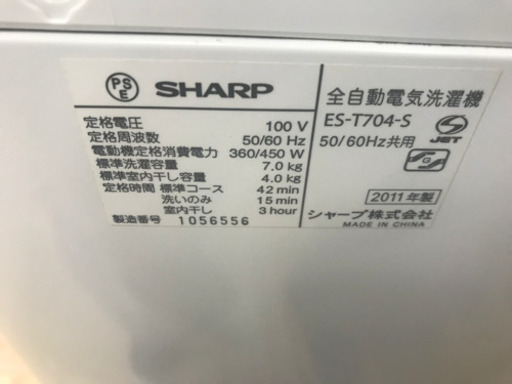 PS
E
SHARP
定格電圧 100 V
定格周波数 50/60 Hz
電動機定格消費電力 360/450 W
標準洗濯容量 7.0 kg
標準室内干し容量 4.0 kg
定格時間 標準コース 42 min
洗いのみ 15 min
室内干し 3 hour
製造番号 1056556
全自動電気洗濯機
ES-T704-S
50/60Hz共用
JET
S
G
2011年製
シャープ株式会社
MADE IN CHINA